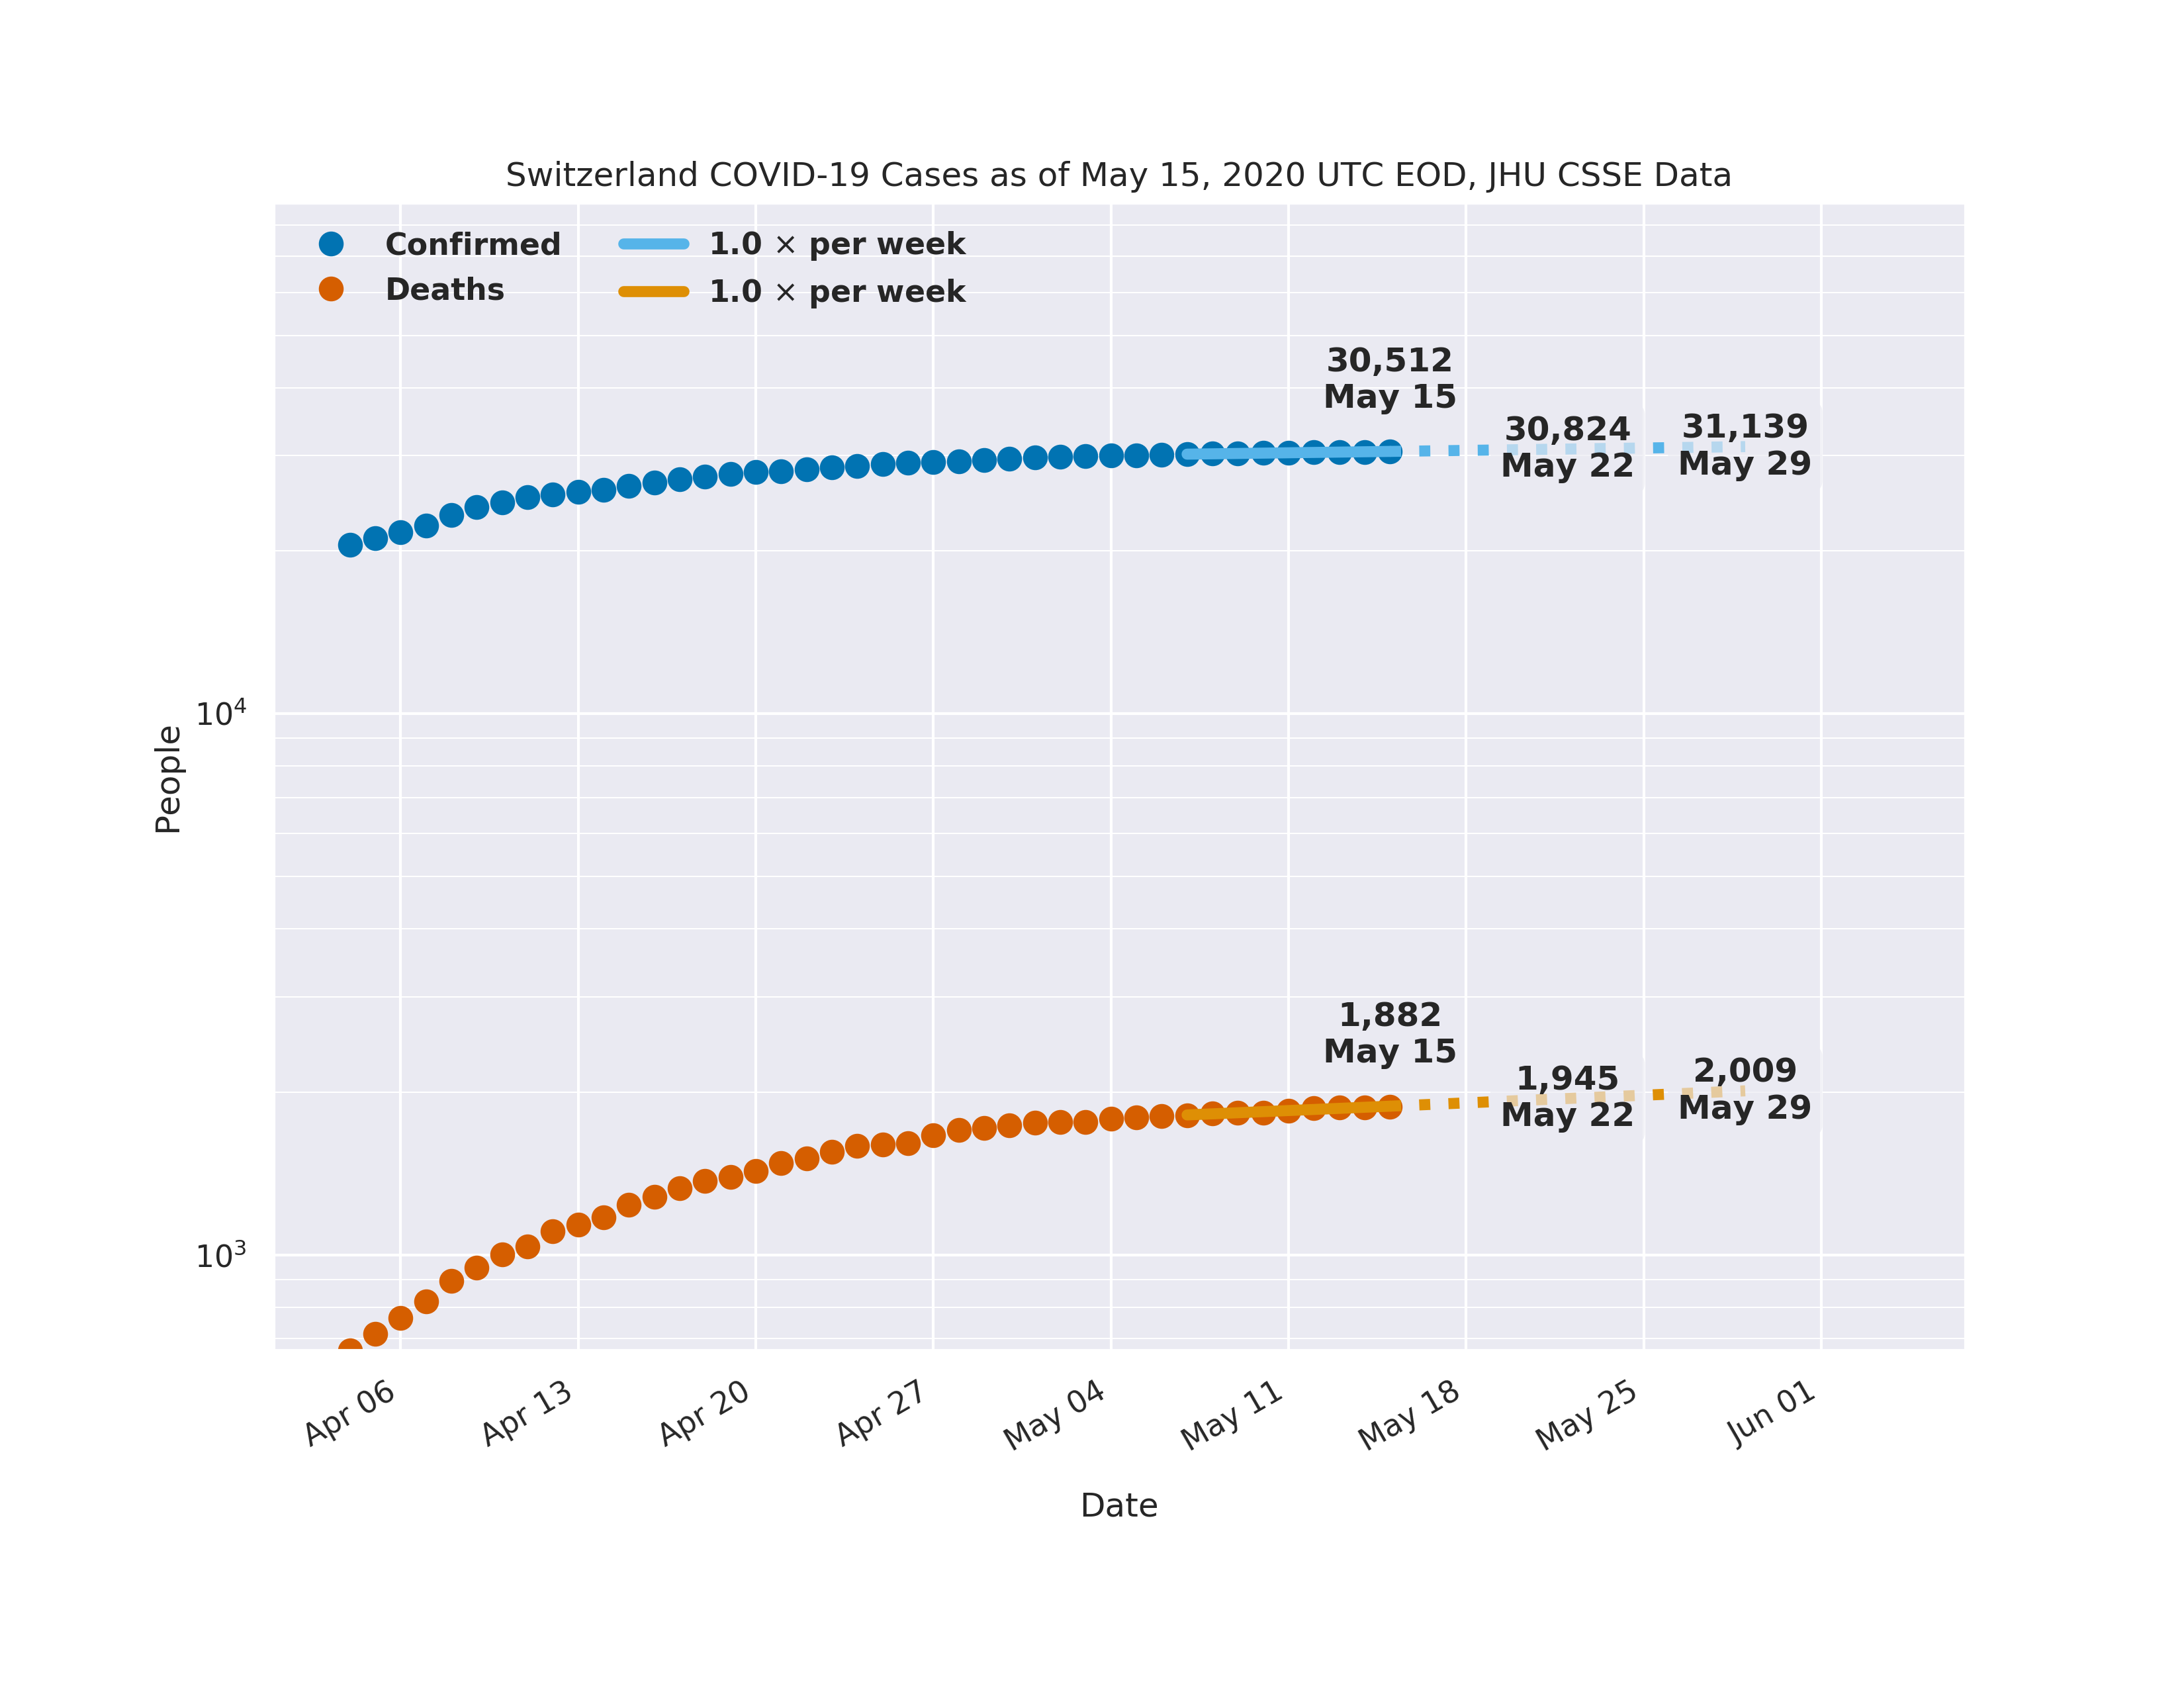 Switzerland COVID-19 Cases as of May 15, 2020 UTC EOD, JHU CSSE Data
Confirmed
Deaths
1.0 × per week
1.0 × per week
30,512
May 15
30,824
May 22
31,139
May 29
1,882
May 15
1,945
May 22
2,009
May 29
People
10⁴
10³
Apr 06
Apr 13
Apr 20
Apr 27
May 04
May 11
May 18
May 25
Jun 01
Date